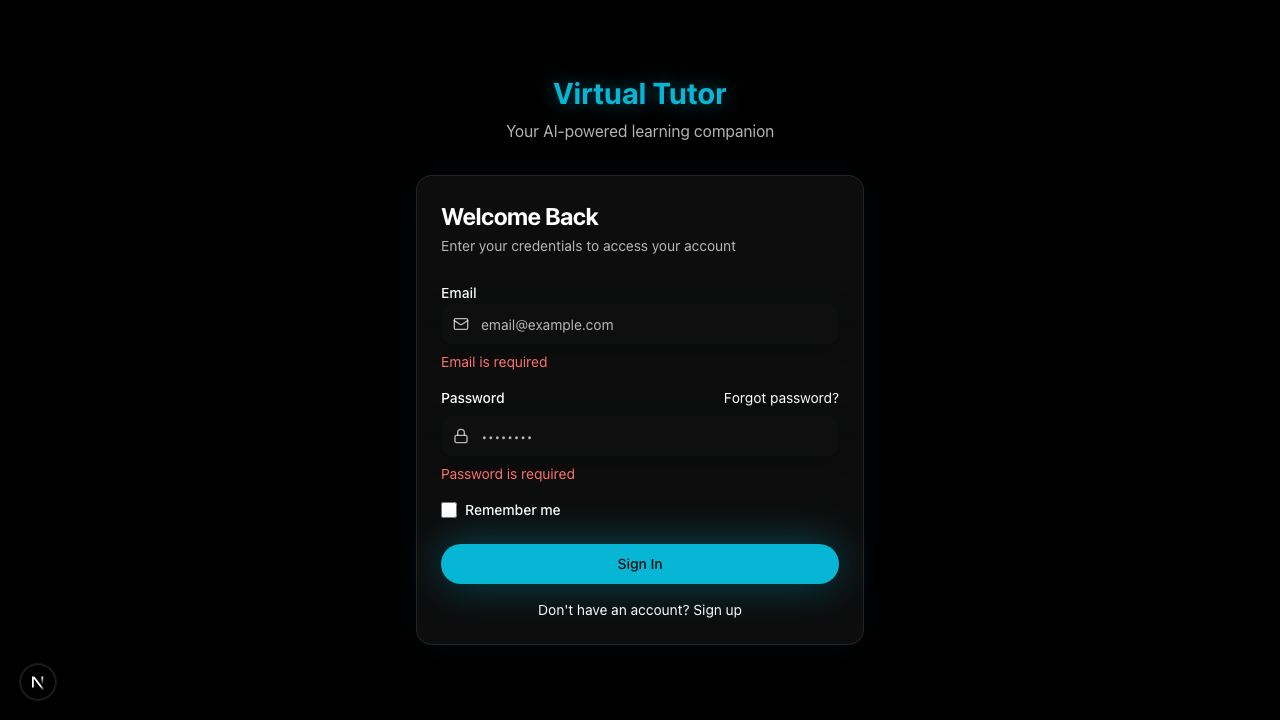 Virtual Tutor
Your AI-powered learning companion
Welcome Back
Enter your credentials to access your account
Email
email@example.com
Email is required
Password
Forgot password?
••••••••
Password is required
Remember me
Sign In
Don't have an account? Sign up
N